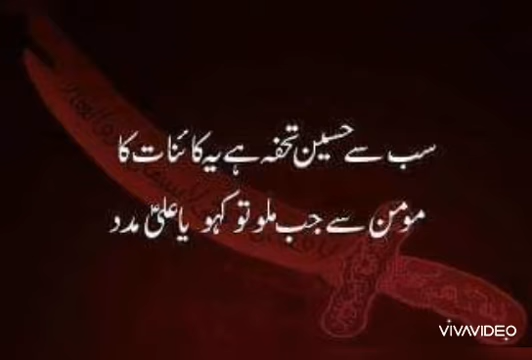 سب سے حسین تحفہ ہے یہ کائنات کا
مومن سے جب ملو تو کہو یا علیؑ مدد
VIVAVIDEO